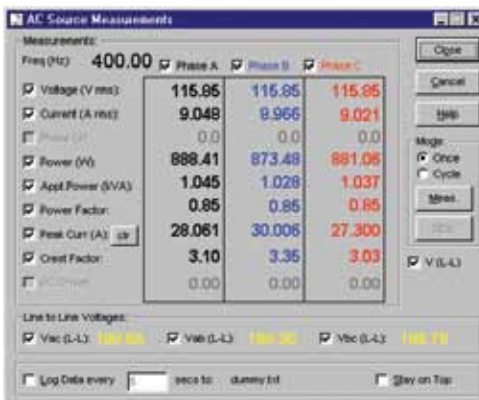 AC Source Measurements
Measurements:
Freq (Hz): 400.00 Phase A Phase B Phase C
Voltage (V rms): 115.85 115.85 115.85
Current (A rms): 9.048 8.966 9.021
0.0 0.0 0.0
Power (W): 888.41 873.48 881.06
Appt.Power (kVA): 1.045 1.028 1.037
Power Factor: 0.85 0.85 0.85
Peak Curr (A): clr 28.061 30.006 27.300
Crest Factor: 3.10 3.35 3.03
0.00 0.00 0.00
Close
Cancel
Help
Mode:
Once
Cycle
Meas.
V (L-L)
Line to Line Voltages:
Vac (L-L): Vab (L-L): Vbc (L-L):
Log Data every secs to: dummy.txt Stay on Top